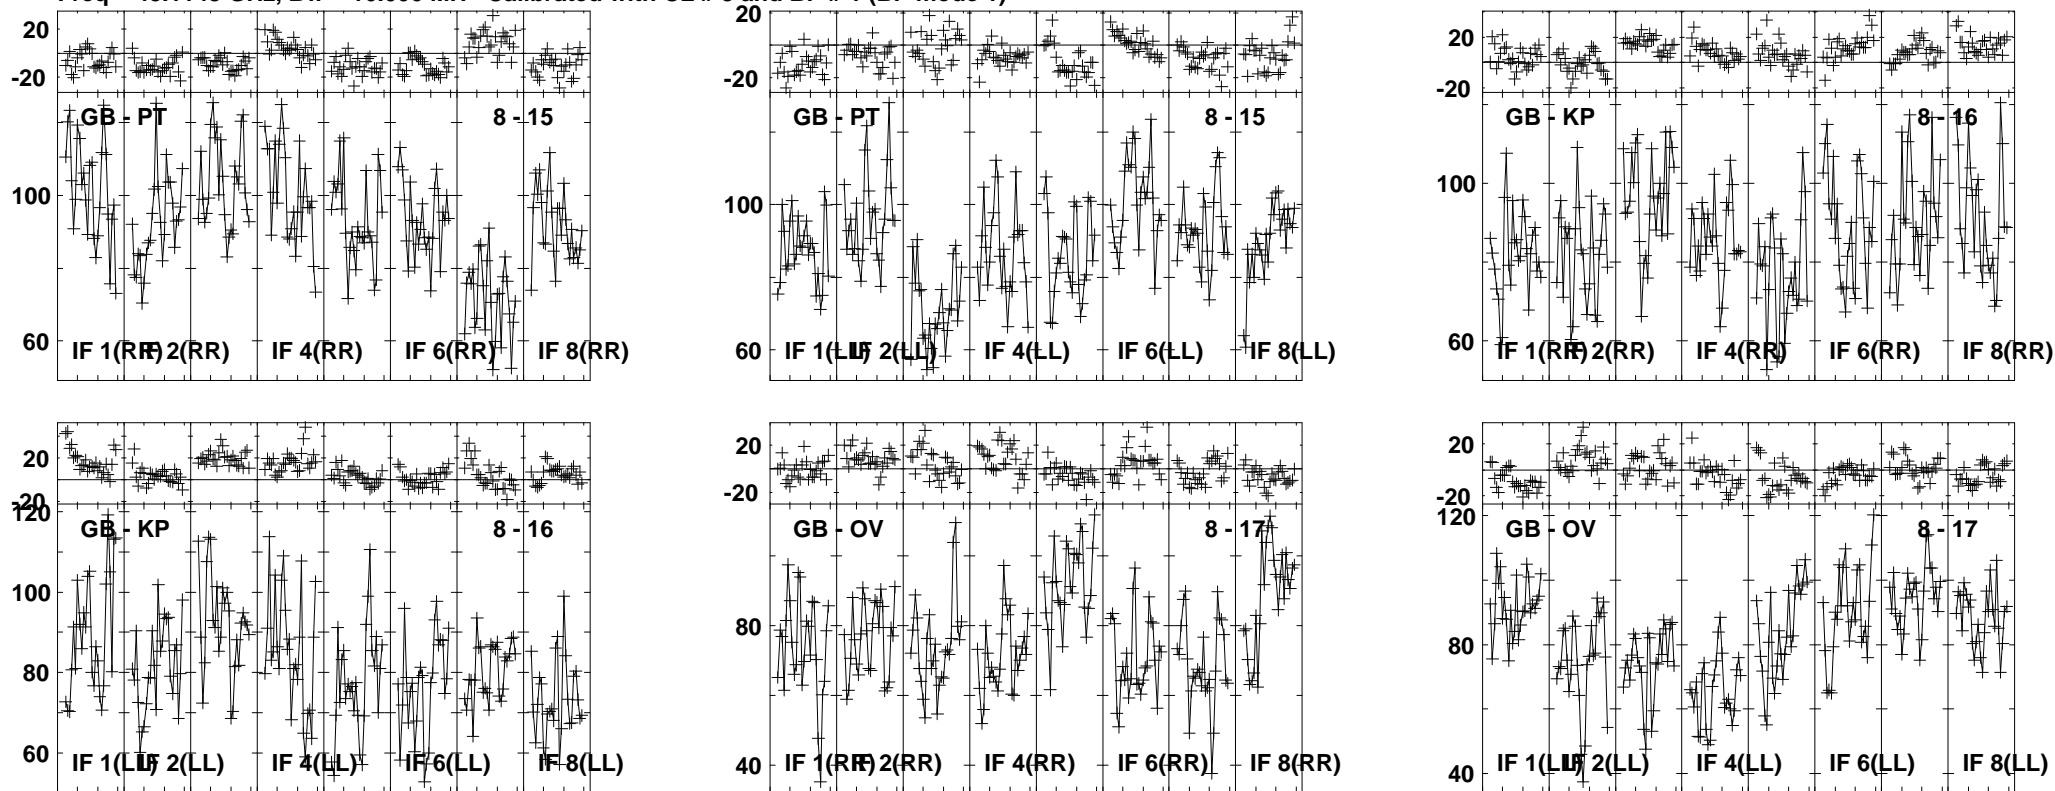 20
-20
GB - PT
8 - 15
100
60
IF 1(RR)
IF 2(RR)
IF 4(RR)
IF 6(RR)
IF 8(RR)
20
-20
GB - PT
8 - 15
100
60
IF 1(LL)
IF 2(LL)
IF 4(LL)
IF 6(LL)
IF 8(LL)
20
-20
GB - KP
8 - 16
100
60
IF 1(RR)
IF 2(RR)
IF 4(RR)
IF 6(RR)
IF 8(RR)
20
-20
120
GB - KP
8 - 16
100
80
60
IF 1(LL)
IF 2(LL)
IF 4(LL)
IF 6(LL)
IF 8(LL)
20
-20
GB - OV
8 - 17
80
40
IF 1(RR)
IF 2(RR)
IF 4(RR)
IF 6(RR)
IF 8(RR)
20
-20
120
GB - OV
8 - 17
80
40
IF 1(LL)
IF 2(LL)
IF 4(LL)
IF 6(LL)
IF 8(LL)